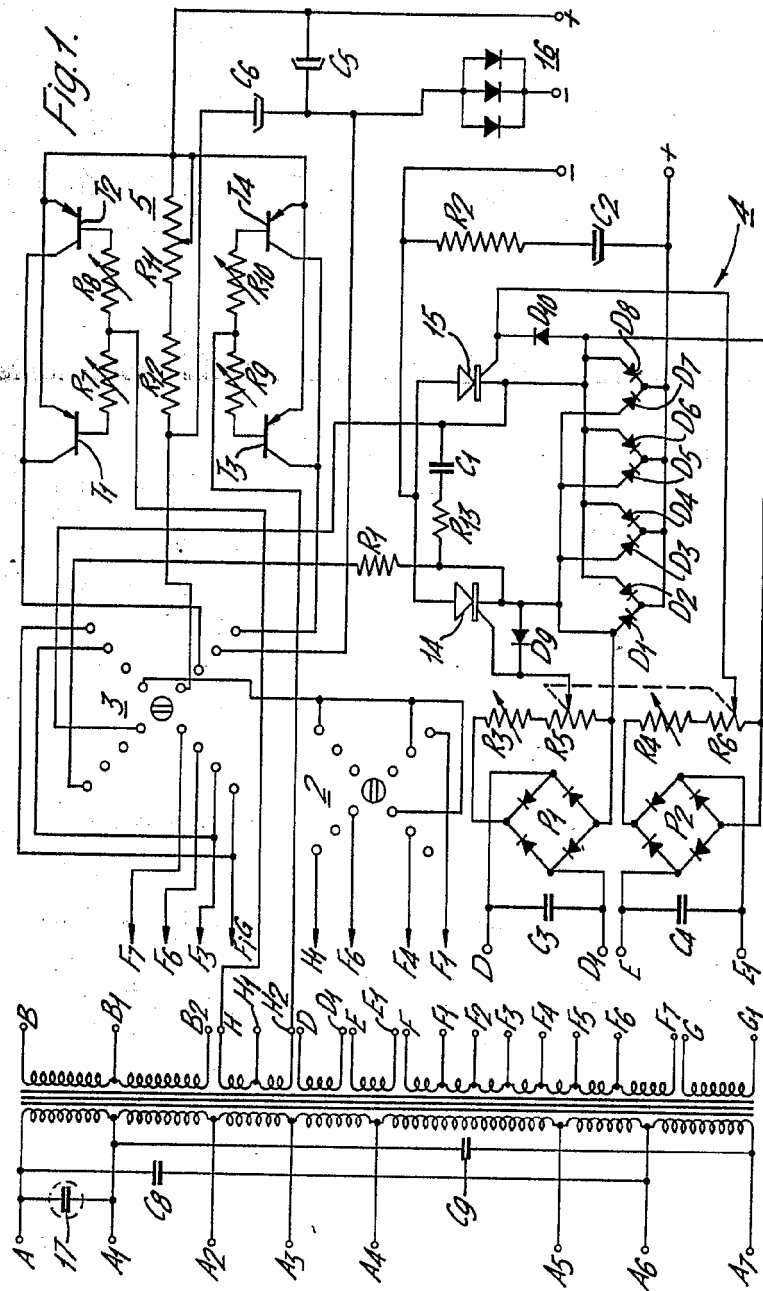 Fig.1.
T2
T1
R8
R7
5
R11
R12
T4
T3
R10
R9
C6
C5
+
16
−
−
R2
C2
+
4
15
D10
14
D9
C1
R13
R1
D8
D7
D6
D5
D4
D3
D2
D1
3
2
R3
R5
R4
R6
P1
P2
C3
C4
F7
F6
F3
F;G
H1
F6
F4
F1
D
D1
E
E1
B
B1
B2
H
H1
H2
D
D1
E
E1
F
F1
F2
F3
F4
F5
F6
F7
G
G1
17
C8
C9
A
A1
A2
A3
A4
A5
A6
A7